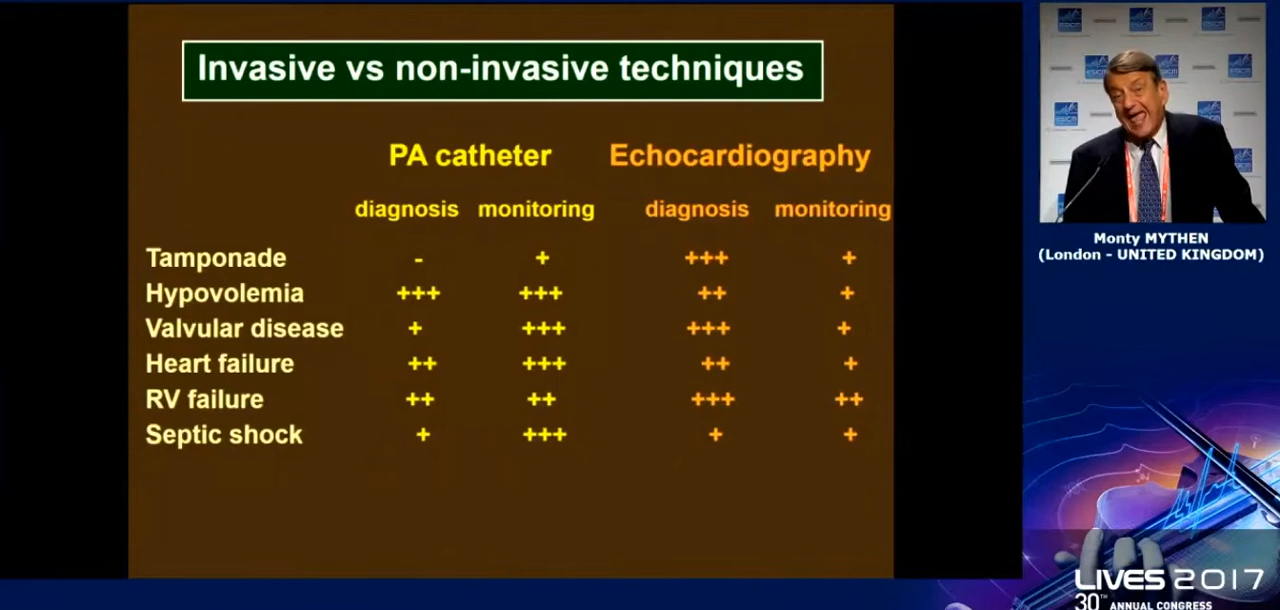 Invasive vs non-invasive techniques
PA catheter Echocardiography
diagnosis monitoring diagnosis monitoring
Tamponade - + +++ +
Hypovolemia +++ +++ ++ +
Valvular disease + +++ +++ +
Heart failure ++ +++ ++ +
RV failure ++ ++ +++ ++
Septic shock + +++ + +
Monty MYTHEN
(London - UNITED KINGDOM)
LIVES 2017
30TH ANNUAL CONGRESS